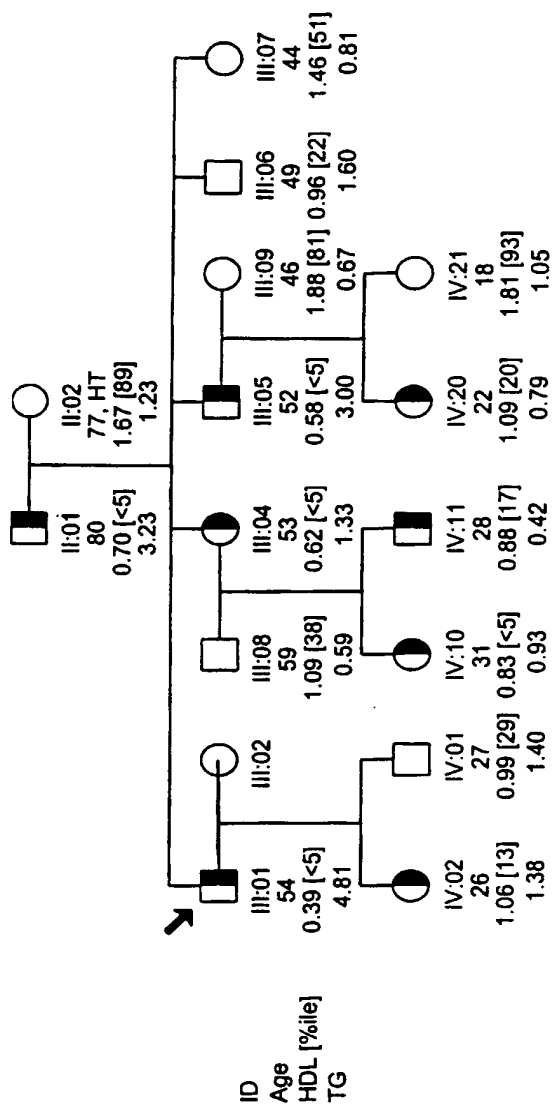 II:01
80
0.70 [<5]
3.23
II:02
77, HT
1.67 [89]
1.23
ID
Age
HDL [%ile]
TG
III:01
54
0.39 [<5]
4.81
III:02
III:08
59
1.09 [38]
0.59
III:04
53
0.62 [<5]
1.33
III:05
52
0.58 [<5]
3.00
III:09
46
1.88 [81]
0.67
III:06
49
0.96 [22]
1.60
III:07
44
1.46 [51]
0.81
IV:02
26
1.06 [13]
1.38
IV:01
27
0.99 [29]
1.40
IV:10
31
0.83 [<5]
0.93
IV:11
28
0.88 [17]
0.42
IV:20
22
1.09 [20]
0.79
IV:21
18
1.81 [93]
1.05